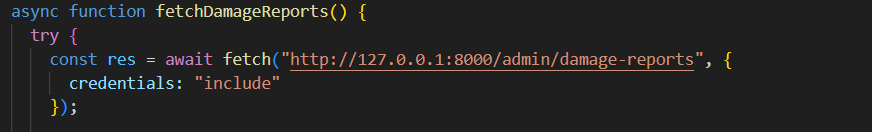 async function fetchDamageReports() {
try {
const res = await fetch("http://127.0.0.1:8000/admin/damage-reports", {
credentials: "include"
});